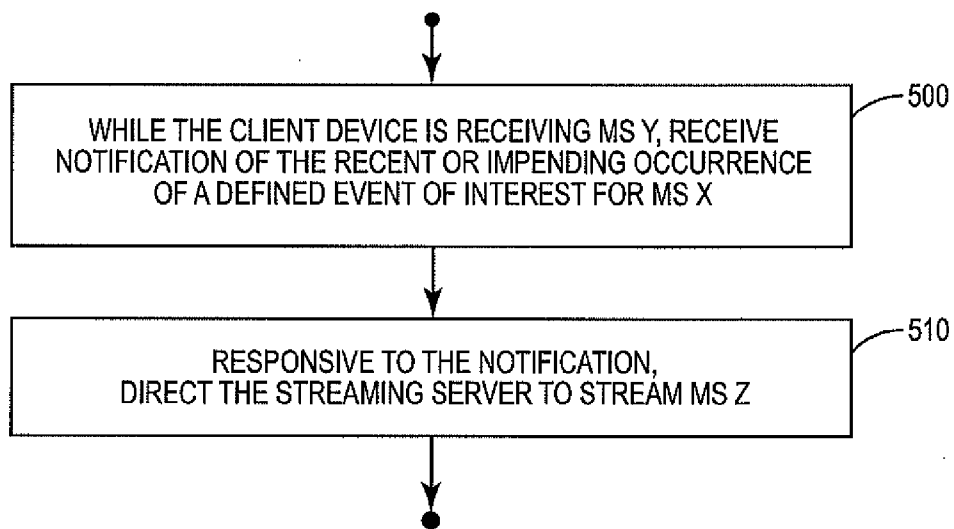 500
WHILE THE CLIENT DEVICE IS RECEIVING MS Y, RECEIVE
NOTIFICATION OF THE RECENT OR IMPENDING OCCURRENCE
OF A DEFINED EVENT OF INTEREST FOR MS X
510
RESPONSIVE TO THE NOTIFICATION,
DIRECT THE STREAMING SERVER TO STREAM MS Z